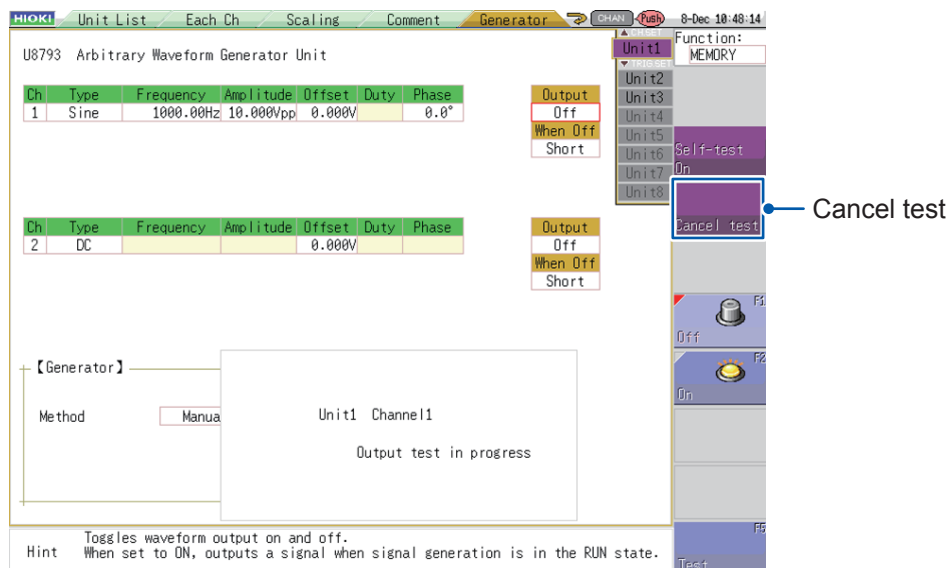 HIOKI Unit List Each Ch Scaling Comment Generator CHAN Push 8-Dec 10:48:14
▲ CH SET Function:
U8793 Arbitrary Waveform Generator Unit Unit1 MEMORY
▼ TRIG SET
Unit2
Ch Type Frequency Amplitude Offset Duty Phase Output Unit3
1 Sine 1000.00Hz 10.000Vpp 0.000V 0.0° Off Unit4
When Off Unit5
Short Unit6 Self-test
Unit7 On
Unit8
Cancel test
Cancel test
Ch Type Frequency Amplitude Offset Duty Phase Output
2 DC 0.000V Off
When Off
Short
F1
Off
【Generator】 F2
On
Method Manua Unit1 Channel1
Output test in progress
F5
Test
Toggles waveform output on and off.
Hint When set to ON, outputs a signal when signal generation is in the RUN state.